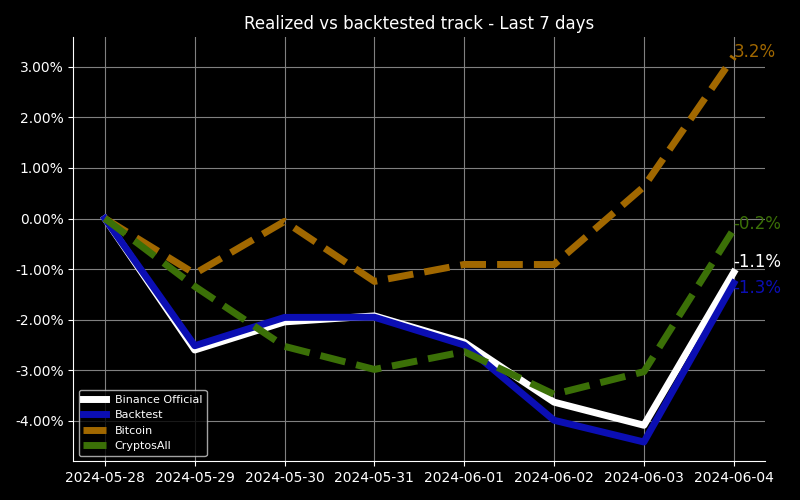 Realized vs backtested track - Last 7 days
3.00%
2.00%
1.00%
0.00%
-1.00%
-2.00%
-3.00%
-4.00%
3.2%
-0.2%
-1.1%
-1.3%
Binance Official
Backtest
Bitcoin
CryptosAll
2024-05-28 2024-05-29 2024-05-30 2024-05-31 2024-06-01 2024-06-02 2024-06-03 2024-06-04